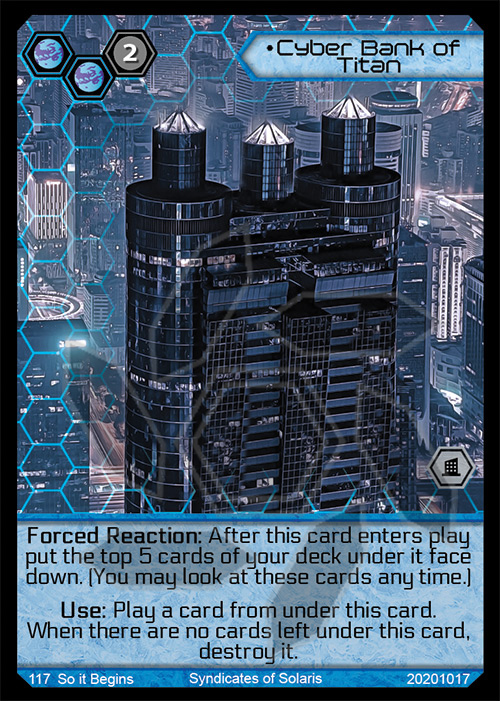 2
•Cyber Bank of
Titan
Forced Reaction: After this card enters play
put the top 5 cards of your deck under it face
down. (You may look at these cards any time.)
Use: Play a card from under this card.
When there are no cards left under this card,
destroy it.
117 So it Begins Syndicates of Solaris 20201017